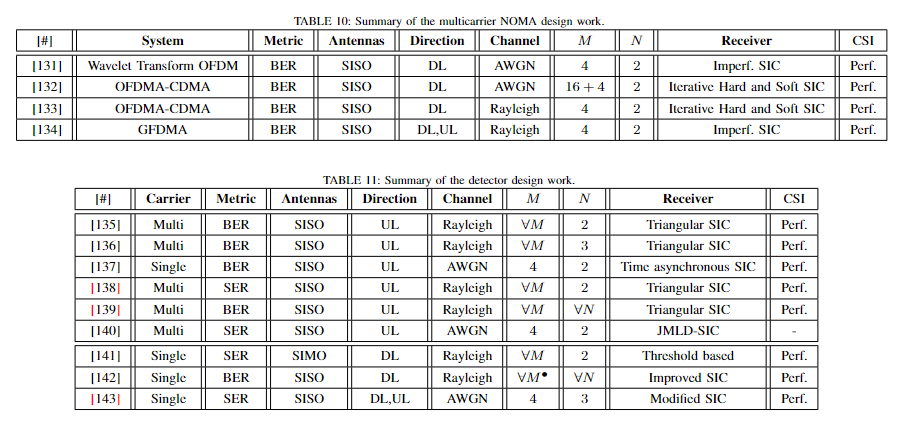 TABLE 10: Summary of the multicarrier NOMA design work.
[#] System Metric Antennas Direction Channel M N Receiver CSI
[131] Wavelet Transform OFDM BER SISO DL AWGN 4 2 Imperf. SIC Perf.
[132] OFDMA-CDMA BER SISO DL AWGN 16 + 4 2 Iterative Hard and Soft SIC Perf.
[133] OFDMA-CDMA BER SISO DL Rayleigh 4 2 Iterative Hard and Soft SIC Perf.
[134] GFDMA BER SISO DL,UL Rayleigh 4 2 Imperf. SIC Perf.
TABLE 11: Summary of the detector design work.
[#] Carrier Metric Antennas Direction Channel M N Receiver CSI
[135] Multi BER SISO UL Rayleigh ∀M 2 Triangular SIC Perf.
[136] Multi BER SISO UL Rayleigh ∀M 3 Triangular SIC Perf.
[137] Single BER SISO UL AWGN 4 2 Time asynchronous SIC Perf.
[138] Multi SER SISO UL Rayleigh ∀M 2 Triangular SIC Perf.
[139] Multi BER SISO UL Rayleigh ∀M ∀N Triangular SIC Perf.
[140] Multi SER SISO UL AWGN 4 2 JMLD-SIC -
[141] Single SER SIMO DL Rayleigh ∀M 2 Threshold based Perf.
[142] Single BER SISO DL Rayleigh ∀M• ∀N Improved SIC Perf.
[143] Single SER SISO DL,UL AWGN 4 3 Modified SIC Perf.